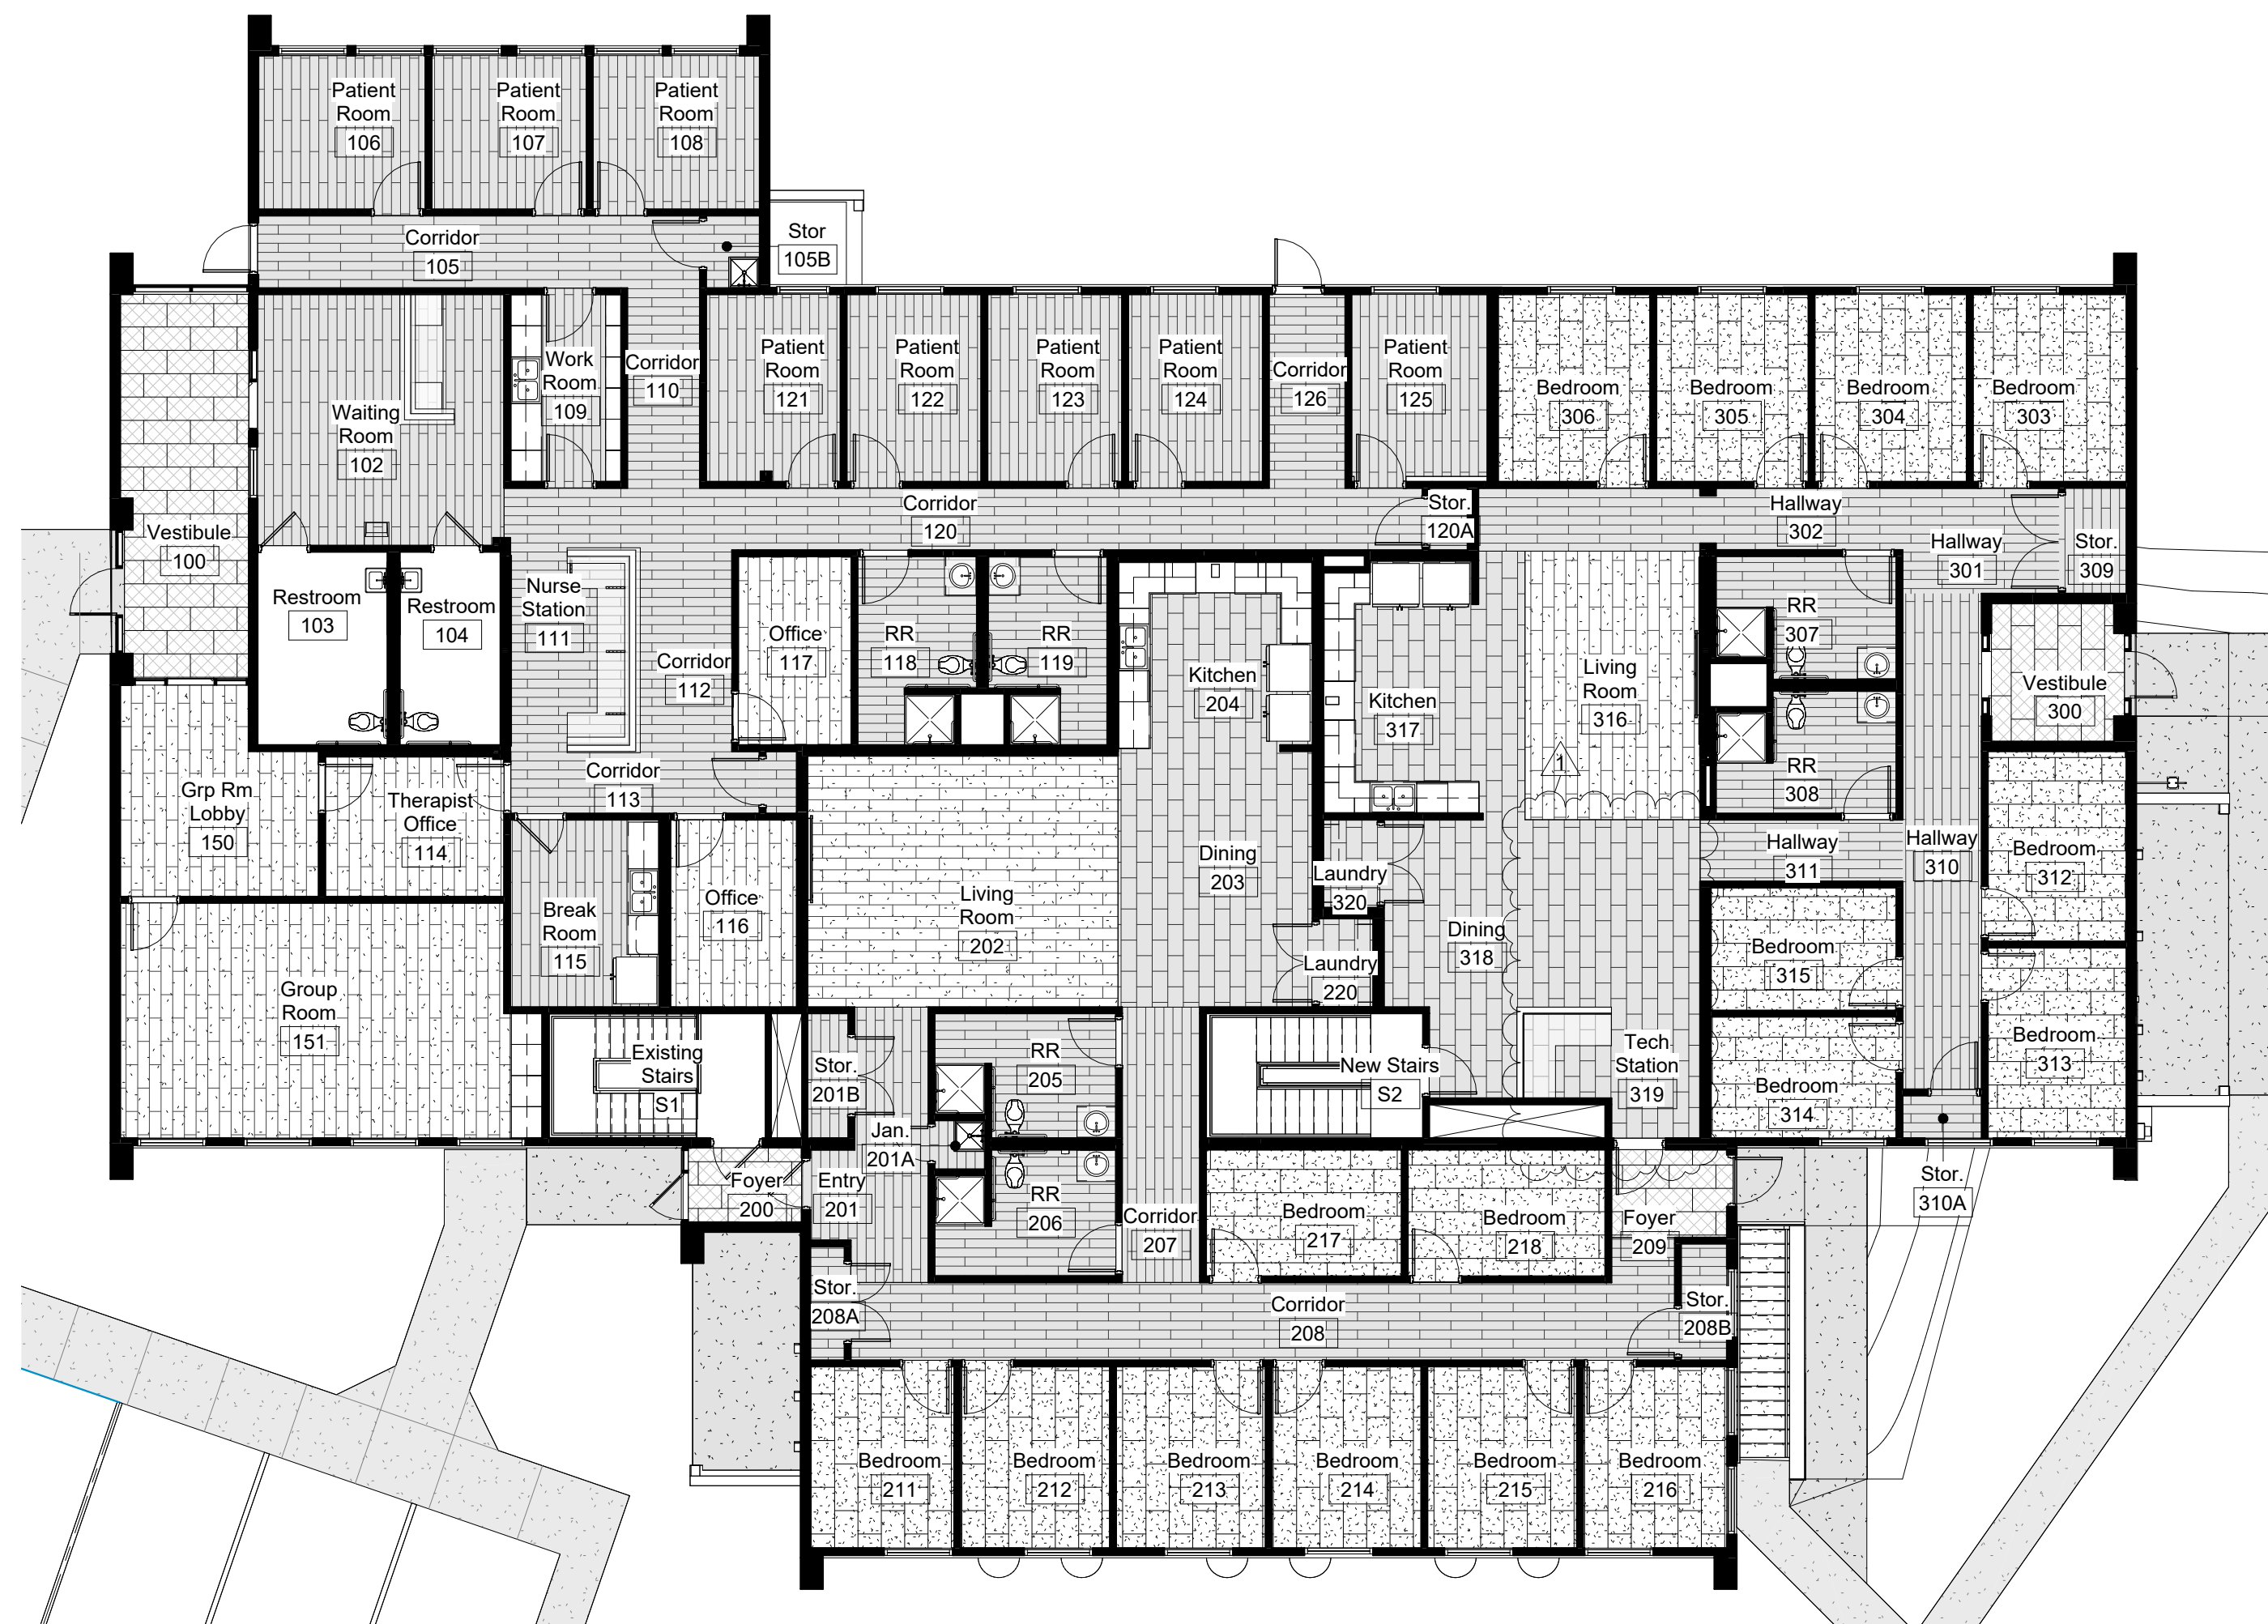 Patient
Room
106
Patient
Room
107
Patient
Room
108
Corridor
105
Stor
105B
Vestibule
100
Waiting
Room
102
Work
Room
109
Corridor
110
Patient
Room
121
Patient
Room
122
Patient
Room
123
Patient
Room
124
Corridor
126
Patient
Room
125
Bedroom
306
Bedroom
305
Bedroom
304
Bedroom
303
Corridor
120
Stor.
120A
Hallway
302
Hallway
301
Stor.
309
Restroom
103
Restroom
104
Nurse
Station
111
Corridor
112
Office
117
RR
118
RR
119
Kitchen
204
Kitchen
317
Living
Room
316
1
RR
307
RR
308
Vestibule
300
Grp Rm
Lobby
150
Therapist
Office
114
Corridor
113
Break
Room
115
Office
116
Living
Room
202
Dining
203
Laundry
320
Laundry
220
Dining
318
Hallway
311
Hallway
310
Bedroom
312
Bedroom
315
Bedroom
313
Bedroom
314
Group
Room
151
Existing
Stairs
S1
Stor.
201B
Jan.
201A
RR
205
New Stairs
S2
Tech
Station
319
Stor.
310A
Foyer
200
Entry
201
RR
206
Corridor
207
Bedroom
217
Bedroom
218
Foyer
209
Stor.
208A
Corridor
208
Stor.
208B
Bedroom
211
Bedroom
212
Bedroom
213
Bedroom
214
Bedroom
215
Bedroom
216